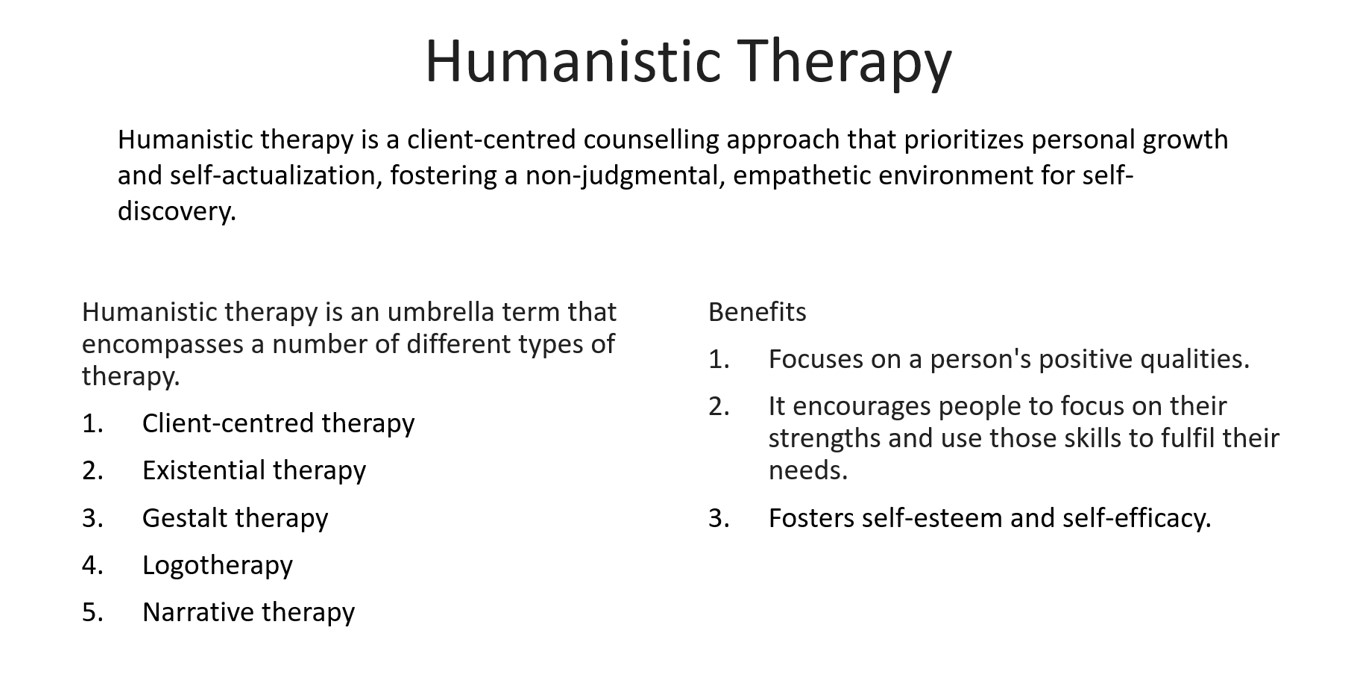 Humanistic Therapy
Humanistic therapy is a client-centred counselling approach that prioritizes personal growth
and self-actualization, fostering a non-judgmental, empathetic environment for self-
discovery.
Humanistic therapy is an umbrella term that
encompasses a number of different types of
therapy.
1. Client-centred therapy
2. Existential therapy
3. Gestalt therapy
4. Logotherapy
5. Narrative therapy
Benefits
1. Focuses on a person's positive qualities.
2. It encourages people to focus on their
strengths and use those skills to fulfil their
needs.
3. Fosters self-esteem and self-efficacy.